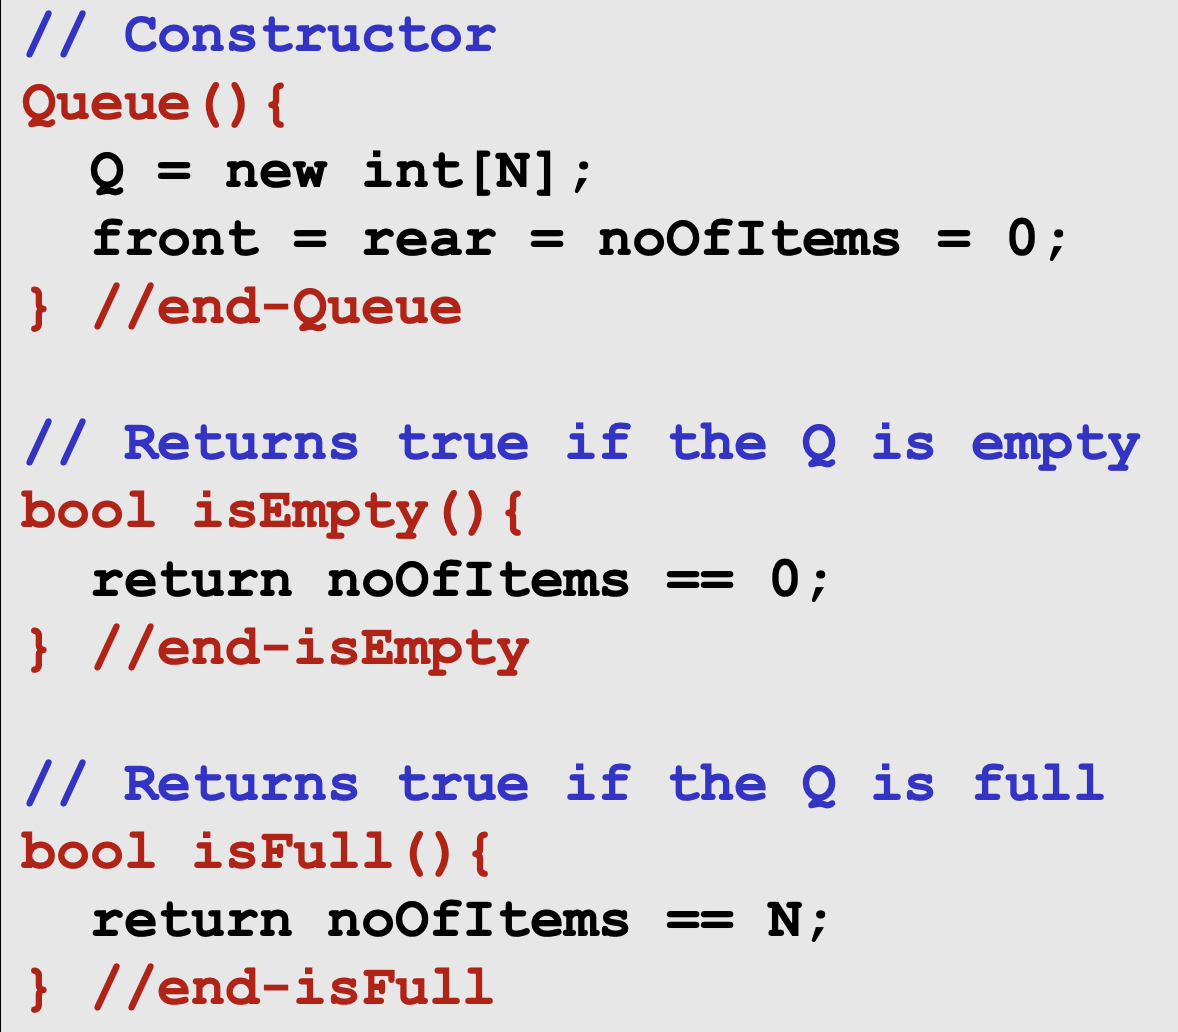 // Constructor
Queue(){
  Q = new int[N];
  front = rear = noOfItems = 0;
} //end-Queue

// Returns true if the Q is empty
bool isEmpty(){
  return noOfItems == 0;
} //end-isEmpty

// Returns true if the Q is full
bool isFull(){
  return noOfItems == N;
} //end-isFull